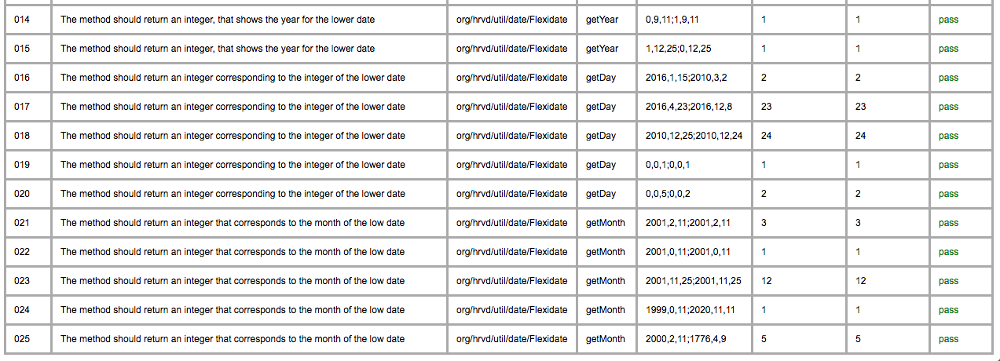 014 The method should return an integer, that shows the year for the lower date org/hrvd/util/date/Flexidate getYear 0,9,11;1,9,11 1 1 pass
015 The method should return an integer, that shows the year for the lower date org/hrvd/util/date/Flexidate getYear 1,12,25;0,12,25 1 1 pass
016 The method should return an integer corresponding to the integer of the lower date org/hrvd/util/date/Flexidate getDay 2016,1,15;2010,3,2 2 2 pass
017 The method should return an integer corresponding to the integer of the lower date org/hrvd/util/date/Flexidate getDay 2016,4,23;2016,12,8 23 23 pass
018 The method should return an integer corresponding to the integer of the lower date org/hrvd/util/date/Flexidate getDay 2010,12,25;2010,12,24 24 24 pass
019 The method should return an integer corresponding to the integer of the lower date org/hrvd/util/date/Flexidate getDay 0,0,1;0,0,1 1 1 pass
020 The method should return an integer corresponding to the integer of the lower date org/hrvd/util/date/Flexidate getDay 0,0,5;0,0,2 2 2 pass
021 The method should return an integer that corresponds to the month of the low date org/hrvd/util/date/Flexidate getMonth 2001,2,11;2001,2,11 3 3 pass
022 The method should return an integer that corresponds to the month of the low date org/hrvd/util/date/Flexidate getMonth 2001,0,11;2001,0,11 1 1 pass
023 The method should return an integer that corresponds to the month of the low date org/hrvd/util/date/Flexidate getMonth 2001,11,25;2001,11,25 12 12 pass
024 The method should return an integer that corresponds to the month of the low date org/hrvd/util/date/Flexidate getMonth 1999,0,11;2020,11,11 1 1 pass
025 The method should return an integer that corresponds to the month of the low date org/hrvd/util/date/Flexidate getMonth 2000,2,11;1776,4,9 5 5 pass